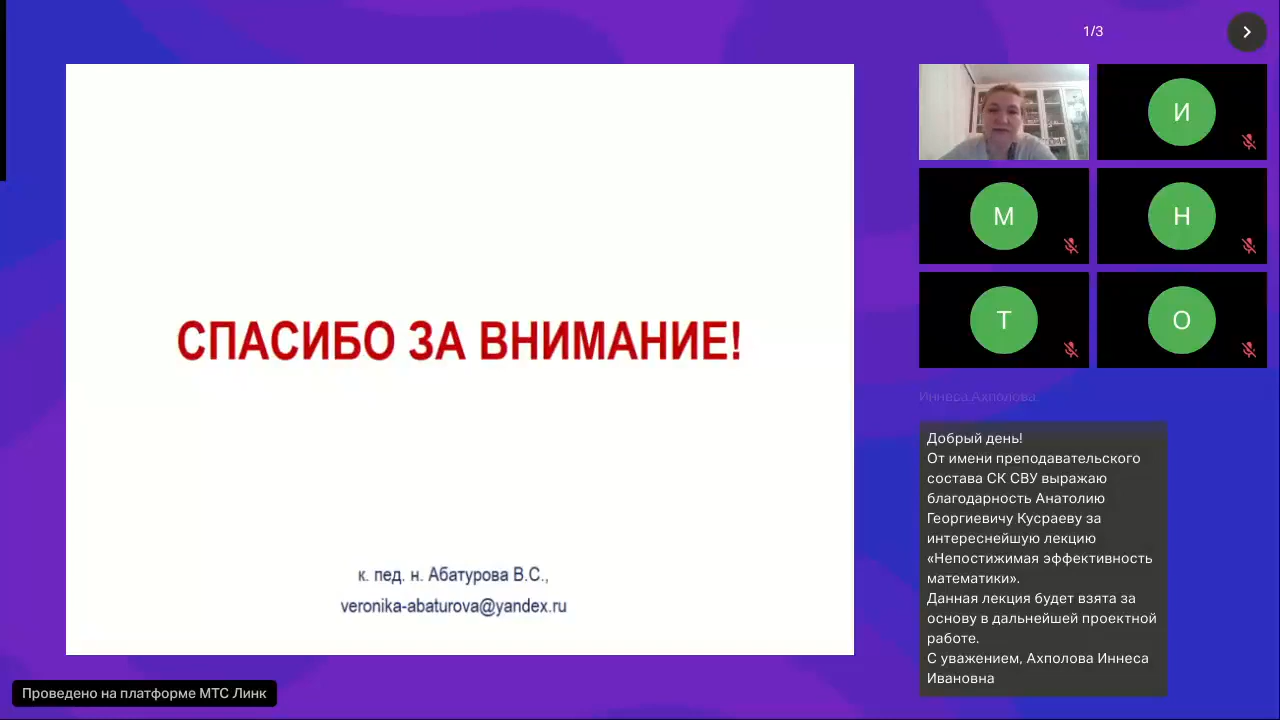 1/3
СПАСИБО ЗА ВНИМАНИЕ!
к. пед. н. Абатурова В.С.,
veronika-abaturova@yandex.ru
И
М
Н
Т
О
Иннеса Ахполова
Добрый день!
От имени преподавательского
состава СК СВУ выражаю
благодарность Анатолию
Георгиевичу Кусраеву за
интереснейшую лекцию
«Непостижимая эффективность
математики».
Данная лекция будет взята за
основу в дальнейшей проектной
работе.
С уважением, Ахполова Иннеса
Ивановна
Проведено на платформе МТС Линк